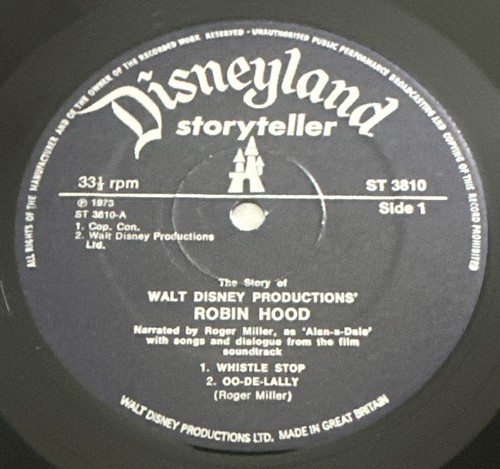 ALL RIGHTS OF THE MANUFACTURER AND OF THE OWNER OF THE RECORDED WORK RESERVED - UNAUTHORISED PUBLIC PERFORMANCE BROADCASTING AND COPYING OF THIS RECORD PROHIBITED
Disneyland
storyteller
33⅓ rpm
ST 3810
Ⓟ 1973
Side 1
ST 3810-A
1. Cop. Con.
2. Walt Disney Productions
Ltd.
The Story of
WALT DISNEY PRODUCTIONS'
ROBIN HOOD
Narrated by Roger Miller, as 'Alan-a-Dale'
with songs and dialogue from the film
soundtrack
1. WHISTLE STOP
2. OO-DE-LALLY
(Roger Miller)
WALT DISNEY PRODUCTIONS LTD. MADE IN GREAT BRITAIN